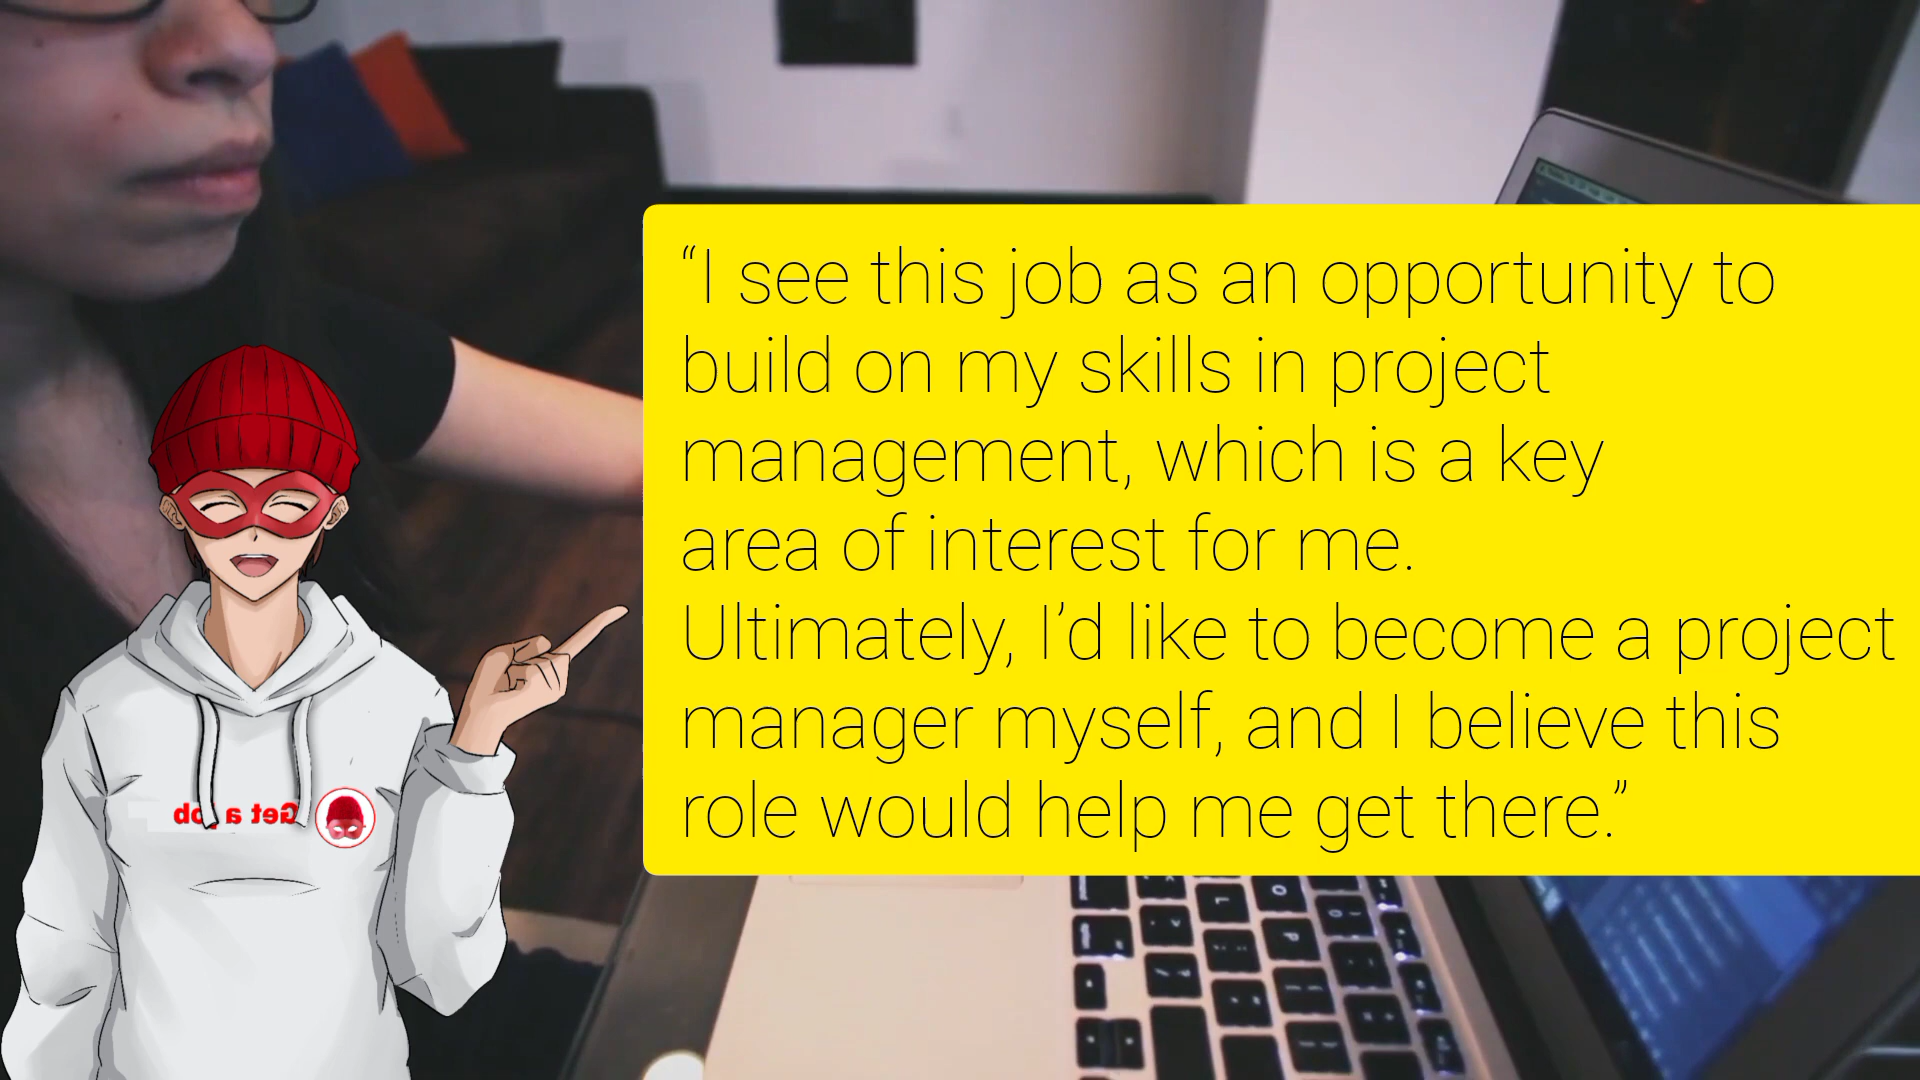 “I see this job as an opportunity to
build on my skills in project
management, which is a key
area of interest for me.
Ultimately, I’d like to become a project
manager myself, and I believe this
role would help me get there.”
Get a job